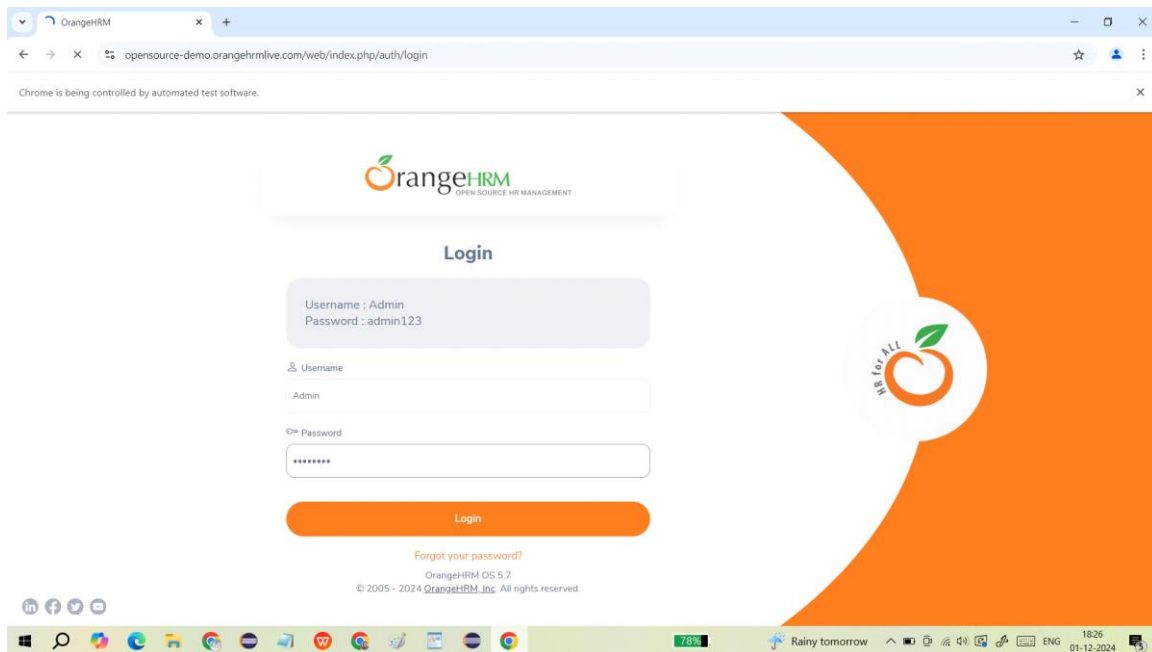 OrangeHRM
opensource-demo.orangehrmlive.com/web/index.php/auth/login
Chrome is being controlled by automated test software.
OrangeHRM
OPEN SOURCE HR MANAGEMENT
Login
Username : Admin
Password : admin123
Username
Admin
Password
••••••••
Login
Forgot your password?
OrangeHRM OS 5.7
© 2005 - 2024 OrangeHRM, Inc. All rights reserved.
HR for ALL
78%
Rainy tomorrow
ENG
18:26
01-12-2024
5